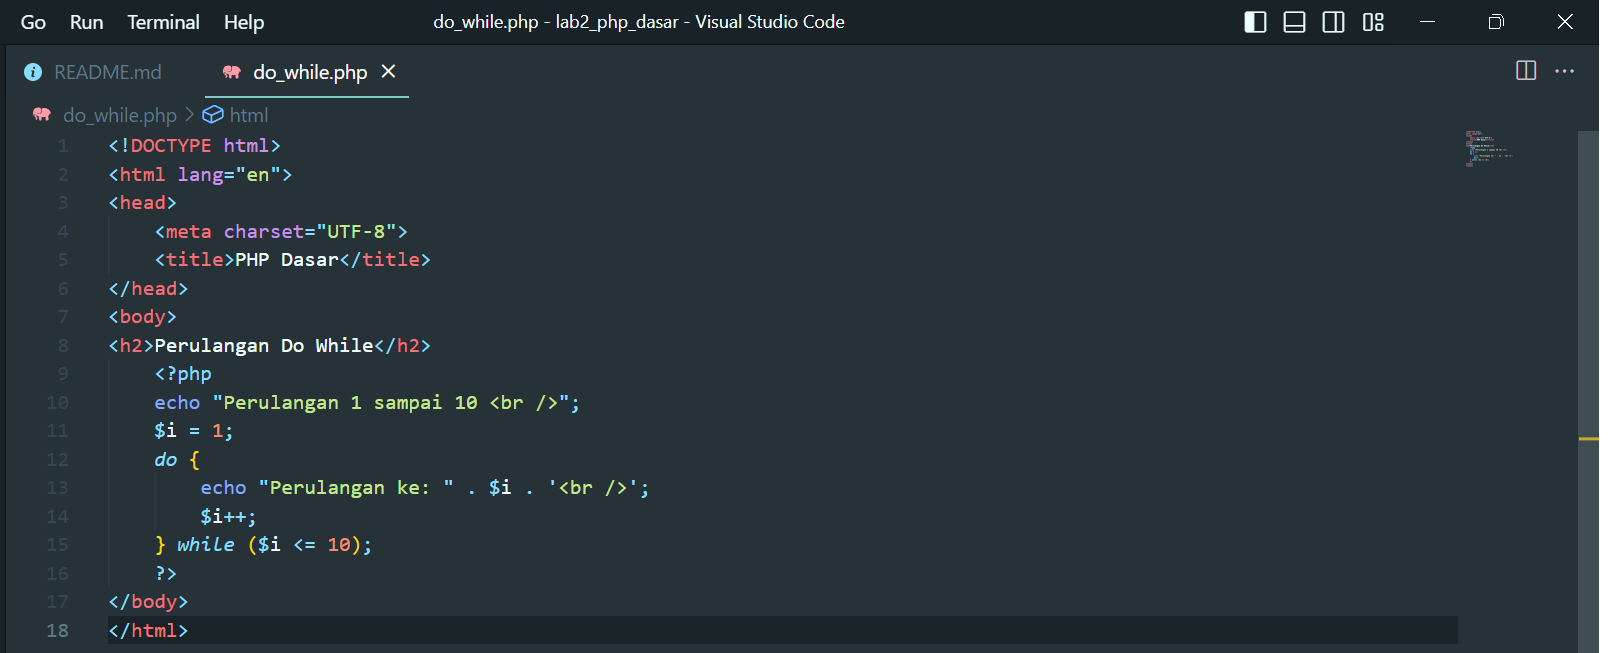 Go Run Terminal Help do_while.php - lab2_php_dasar - Visual Studio Code
README.md do_while.php
do_while.php > html
1 <!DOCTYPE html>
2 <html lang="en">
3 <head>
4     <meta charset="UTF-8">
5     <title>PHP Dasar</title>
6 </head>
7 <body>
8 <h2>Perulangan Do While</h2>
9     <?php
10     echo "Perulangan 1 sampai 10 <br />";
11     $i = 1;
12     do {
13         echo "Perulangan ke: " . $i . '<br />';
14         $i++;
15     } while ($i <= 10);
16     ?>
17 </body>
18 </html>